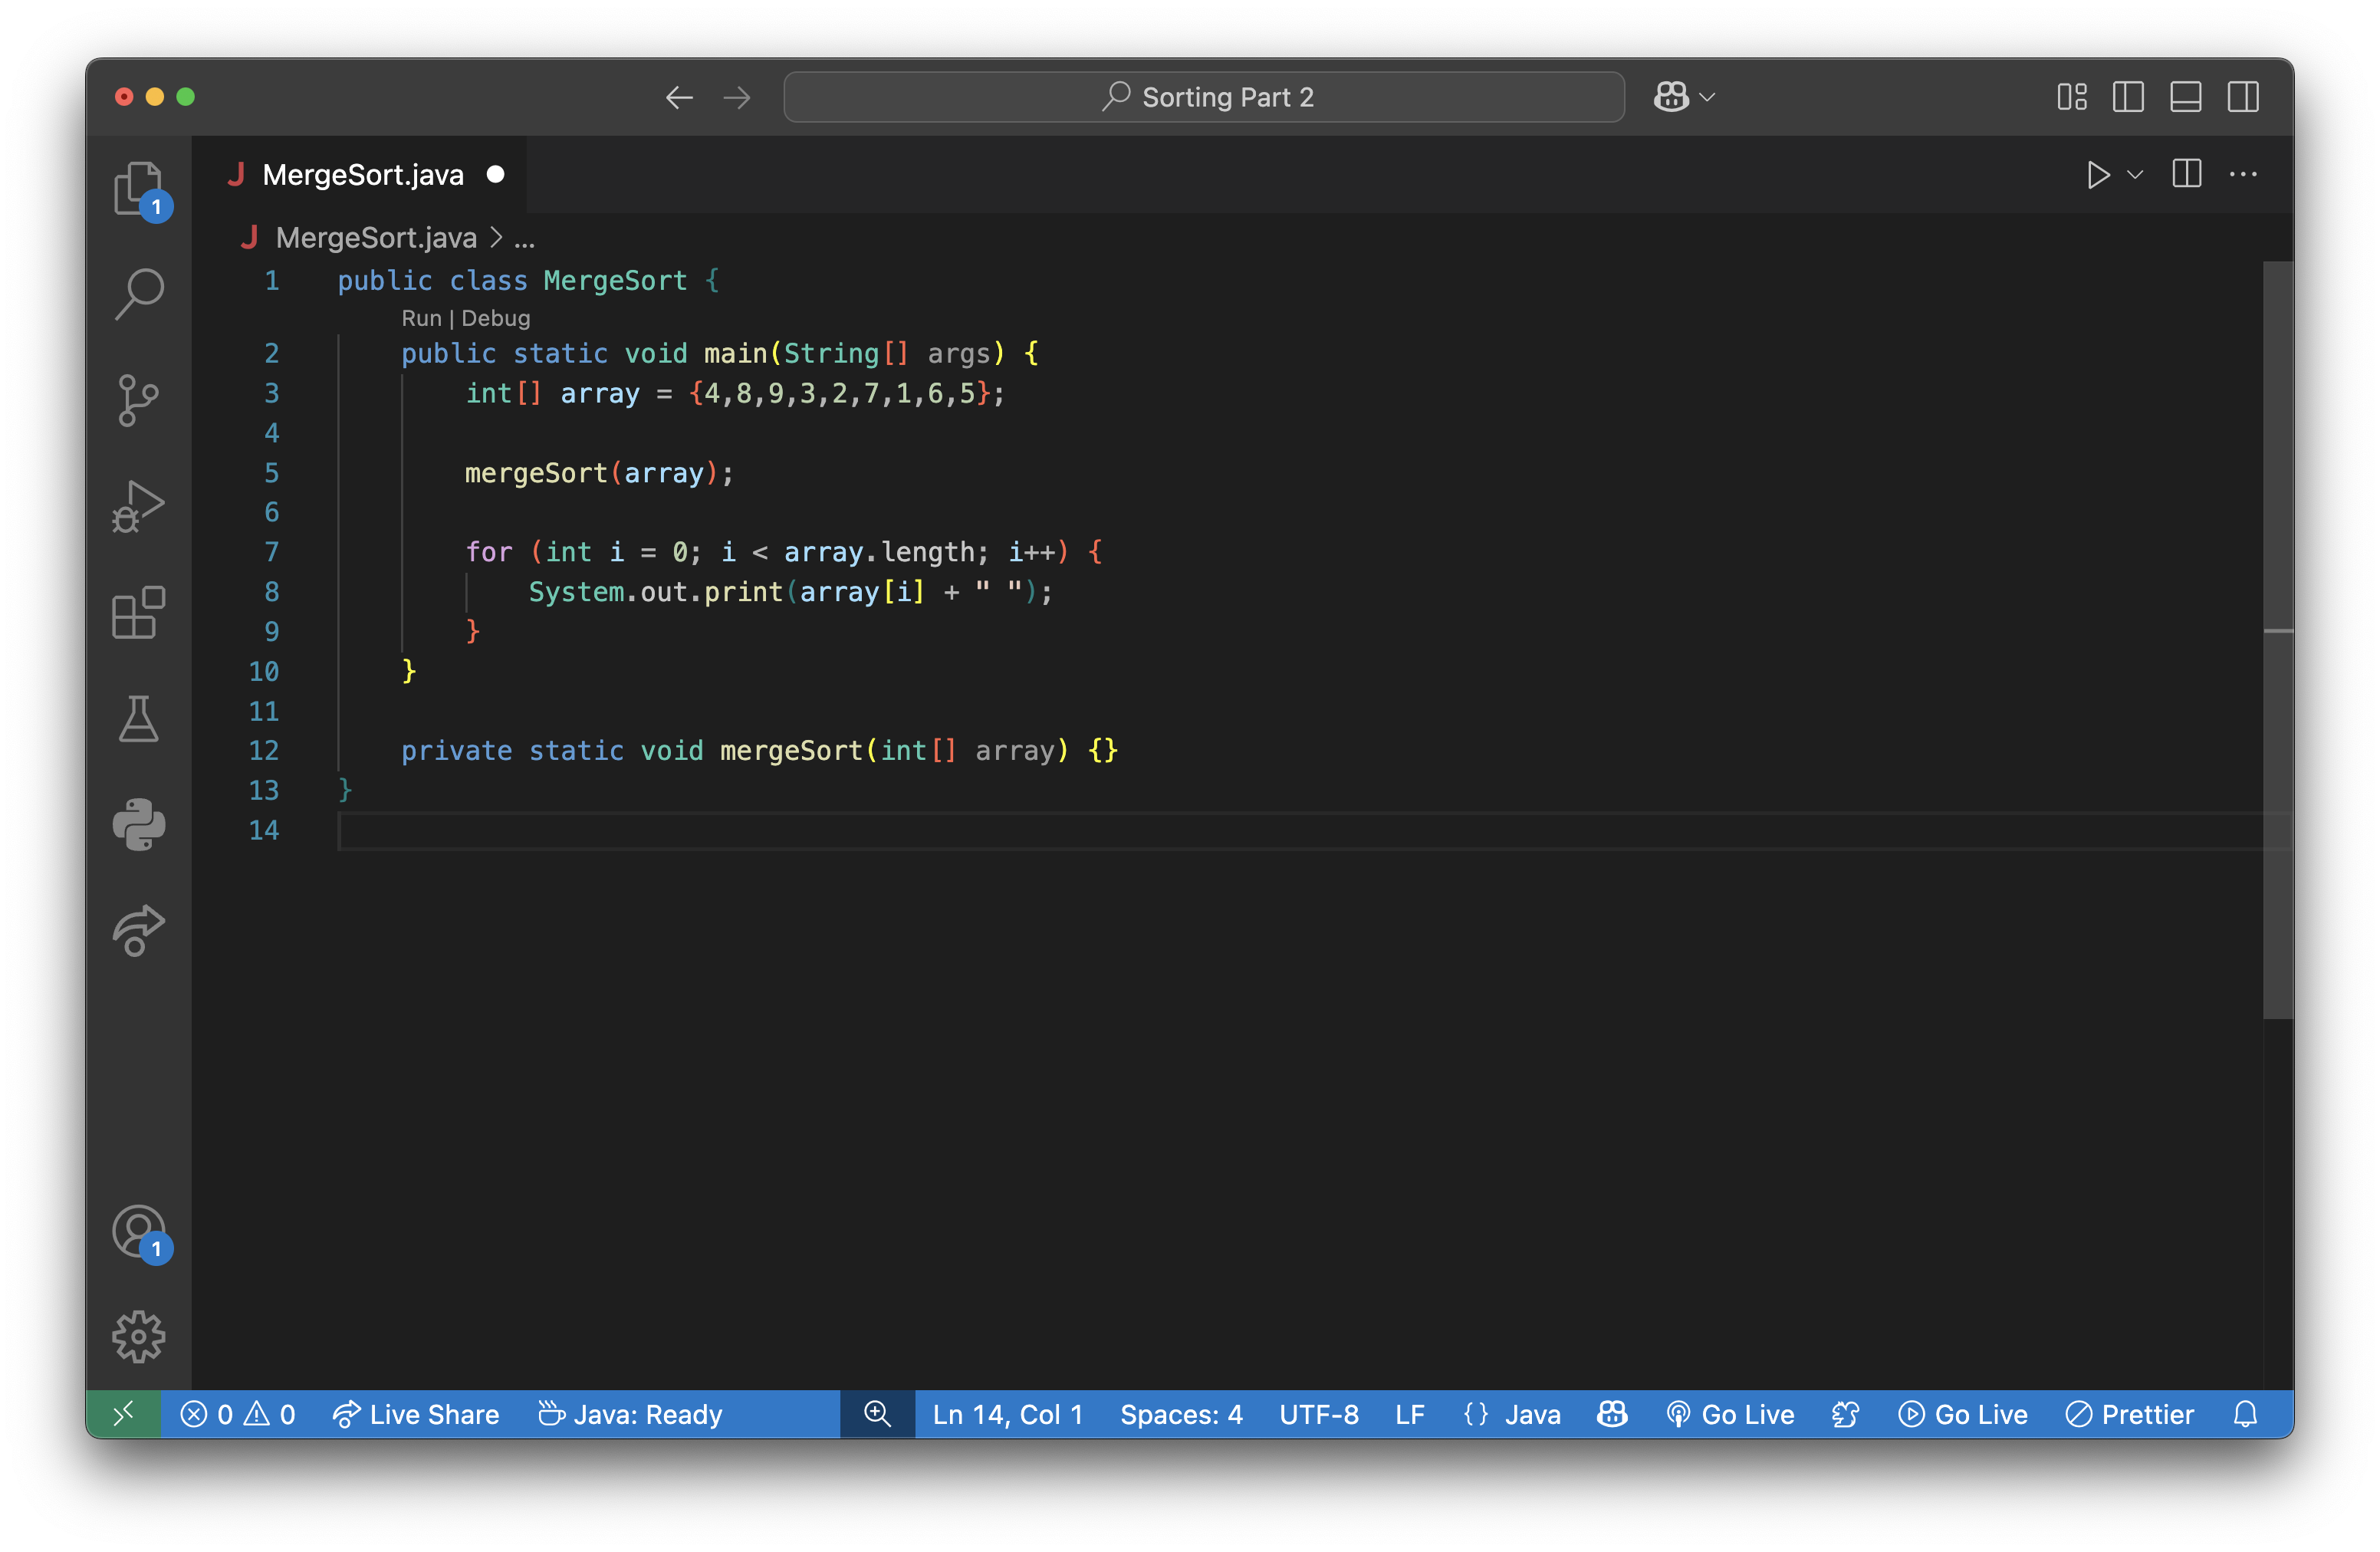 Sorting Part 2
MergeSort.java
1
MergeSort.java > ...
1 public class MergeSort {
Run | Debug
2     public static void main(String[] args) {
3         int[] array = {4,8,9,3,2,7,1,6,5};
4
5         mergeSort(array);
6
7         for (int i = 0; i < array.length; i++) {
8             System.out.print(array[i] + " ");
9         }
10     }
11
12     private static void mergeSort(int[] array) {}
13 }
14
1
0 0 Live Share Java: Ready Ln 14, Col 1 Spaces: 4 UTF-8 LF {} Java Go Live Go Live Prettier